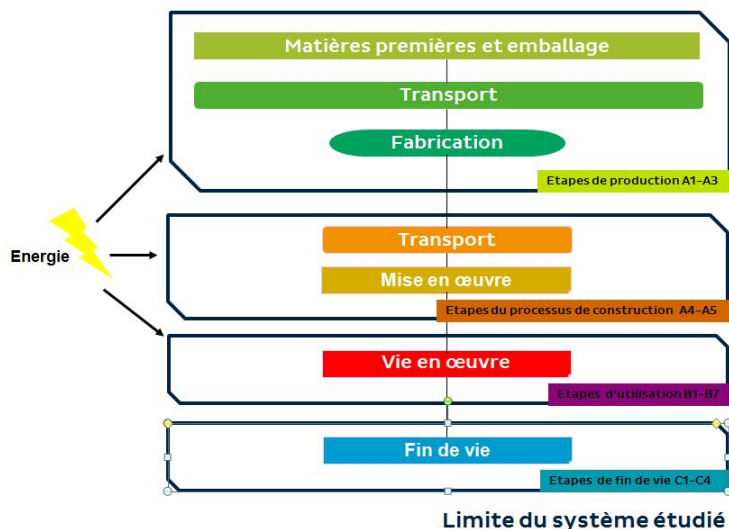 Matières premières et emballage
Transport
Fabrication
Etapes de production A1-A3
Energie
Transport
Mise en œuvre
Etapes du processus de construction A4-A5
Vie en œuvre
Etapes d'utilisation B1-B7
Fin de vie
Etapes de fin de vie C1-C4
Limite du système étudié